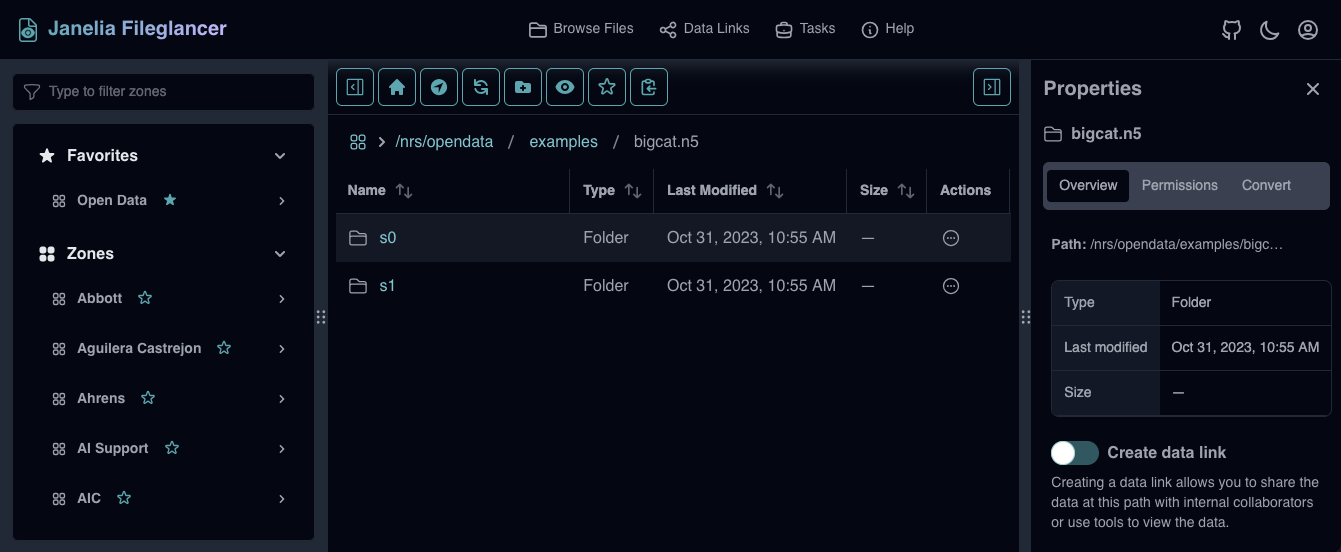 Janelia Fileglancer
Browse Files
Data Links
Tasks
Help
Type to filter zones
Favorites
Open Data
Zones
Abbott
Aguilera Castrejon
Ahrens
AI Support
AIC
/nrs/opendata / examples / bigcat.n5
Name Type Last Modified Size Actions
s0 Folder Oct 31, 2023, 10:55 AM —
s1 Folder Oct 31, 2023, 10:55 AM —
Properties
bigcat.n5
Overview Permissions Convert
Path: /nrs/opendata/examples/bigc…
Type Folder
Last modified Oct 31, 2023, 10:55 AM
Size —
Create data link
Creating a data link allows you to share the
data at this path with internal collaborators
or use tools to view the data.